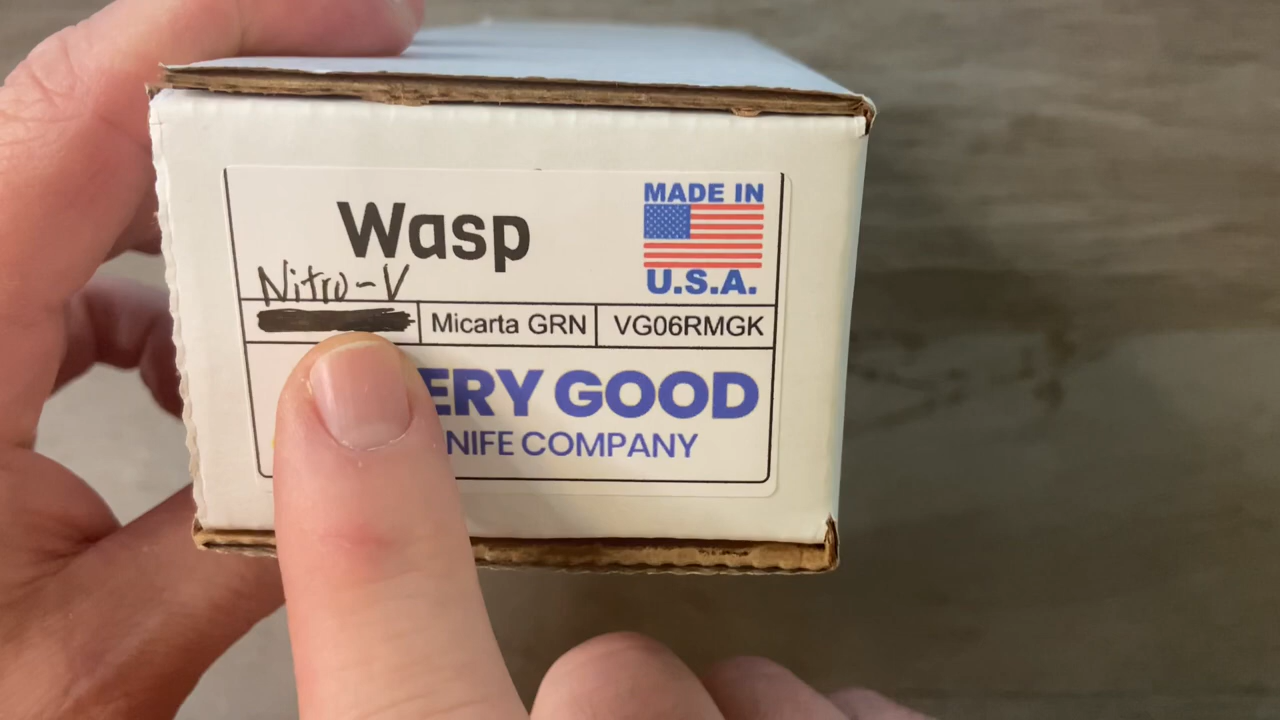 Wasp
MADE IN
U.S.A.
Nitro-V
Micarta GRN
VG06RMGK
ERY GOOD
NIFE COMPANY